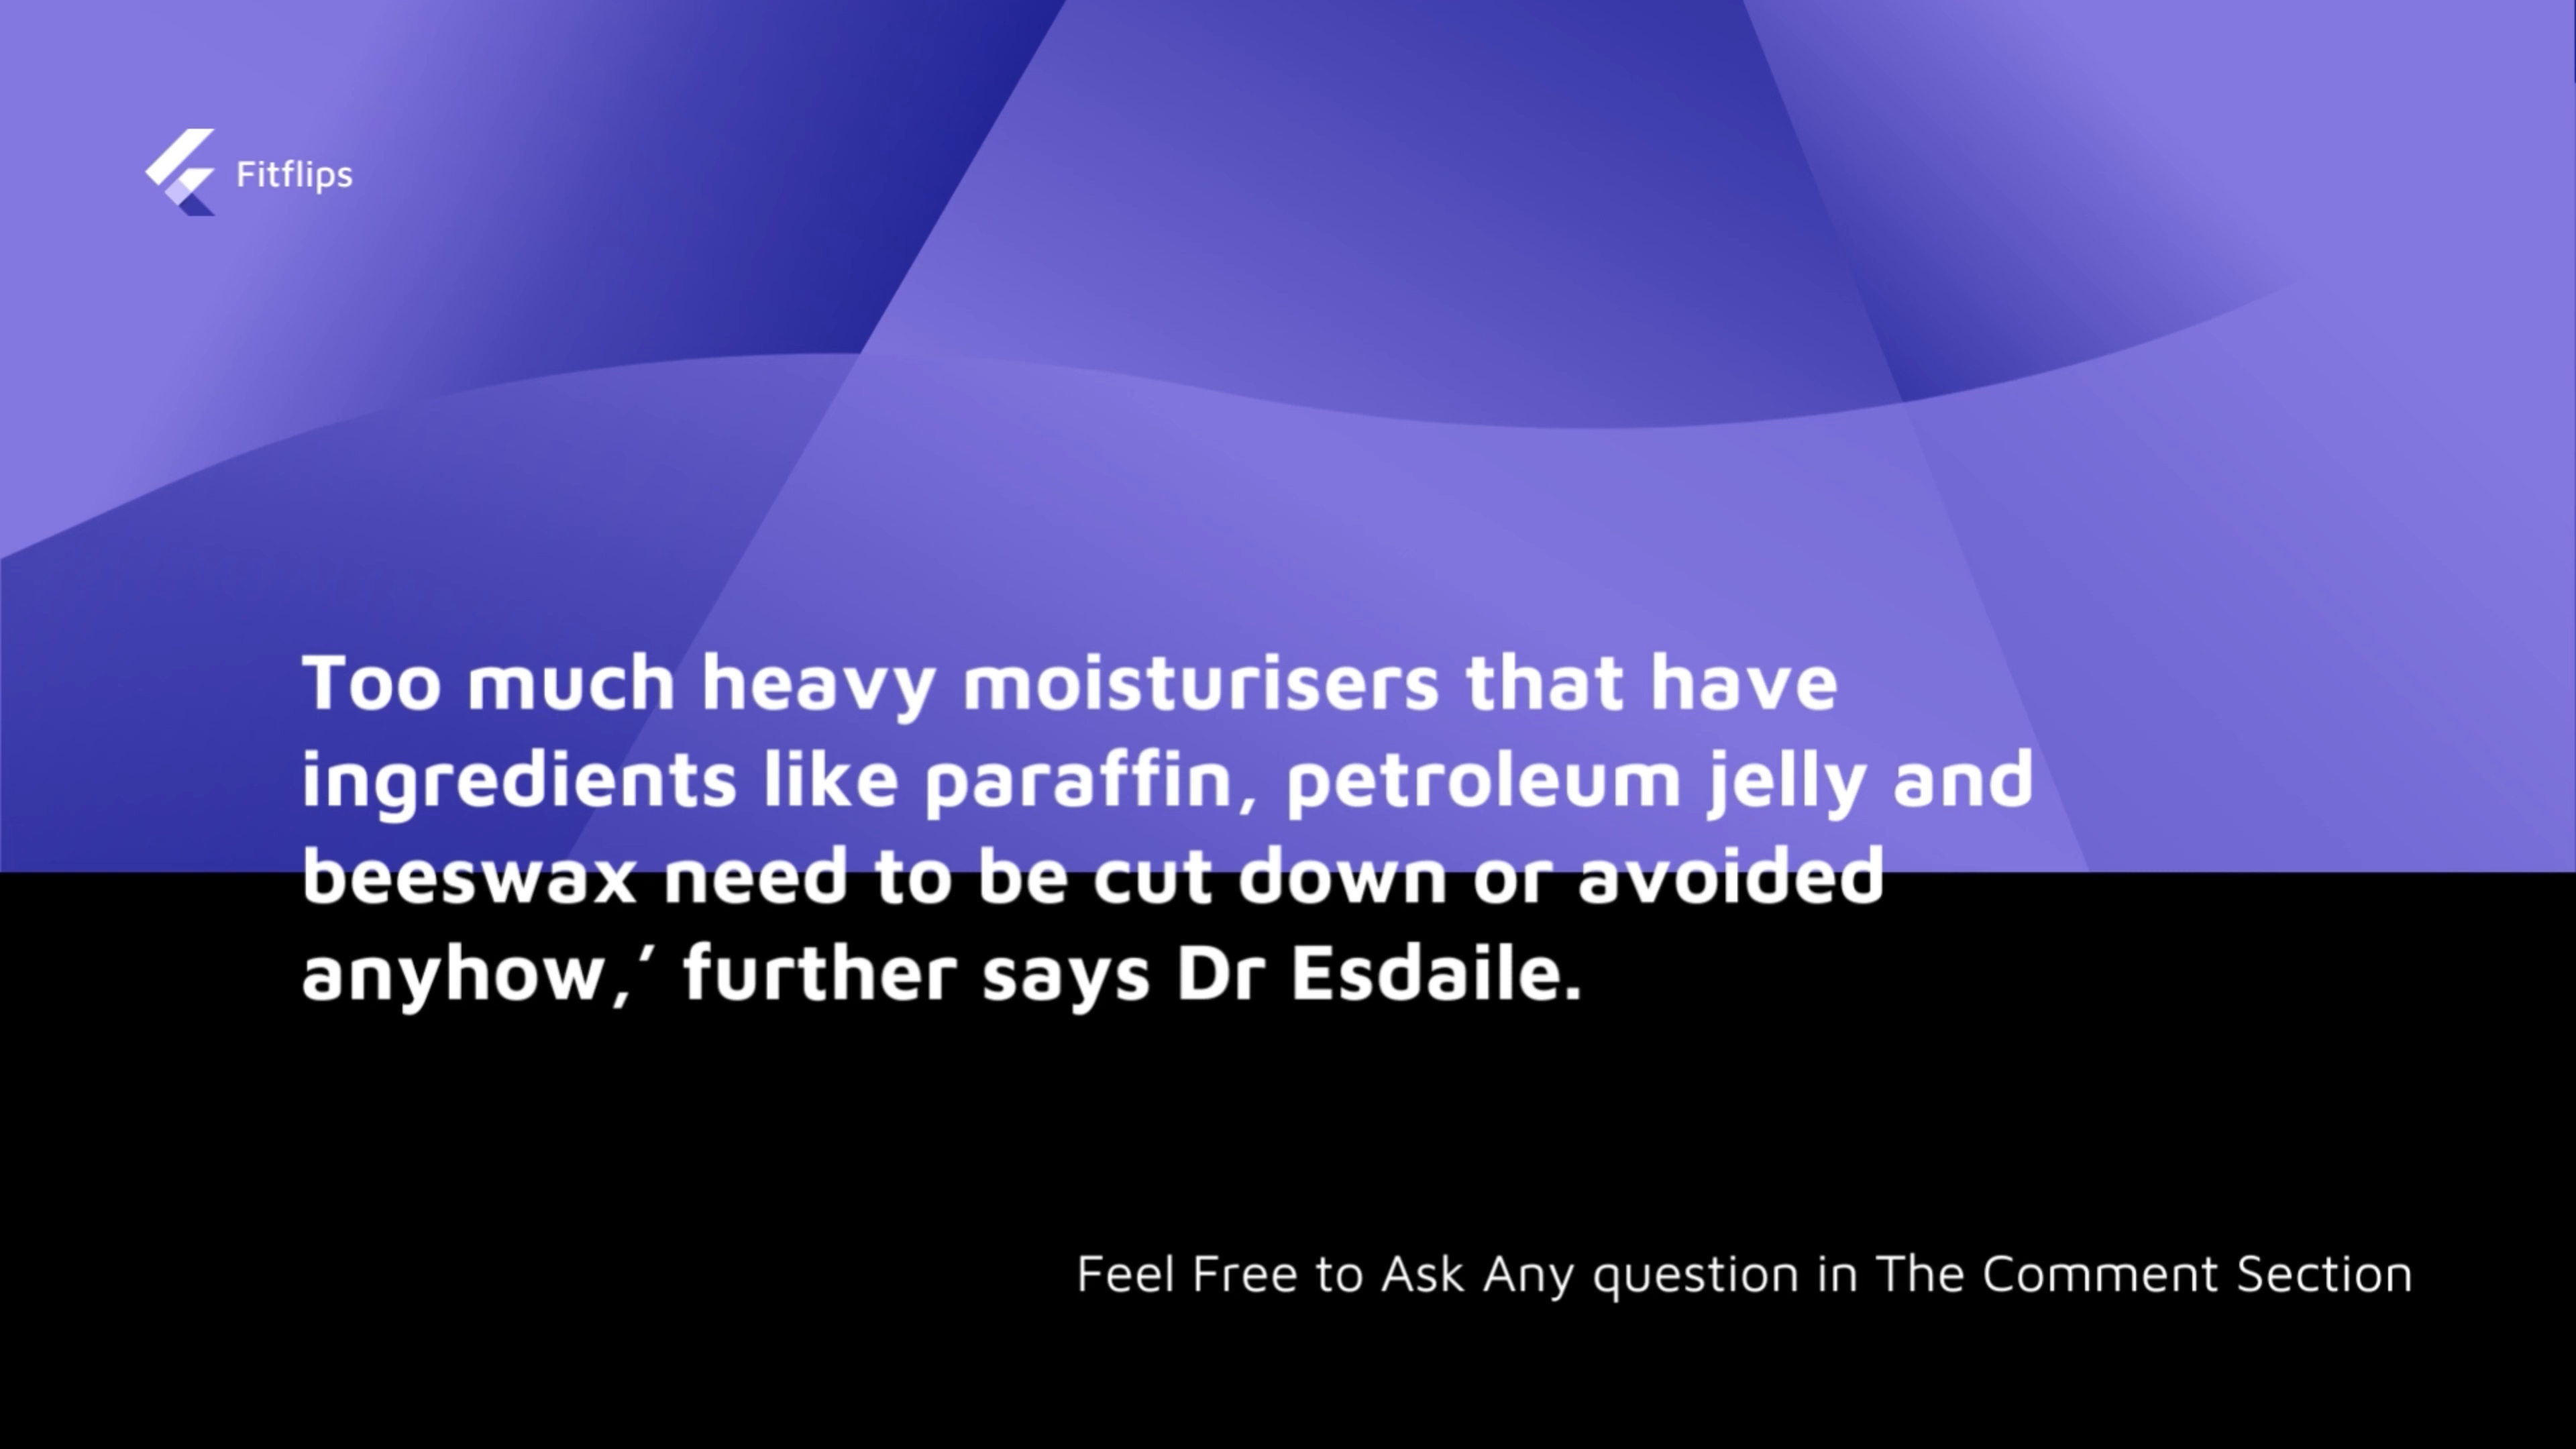 Fitflips
Too much heavy moisturisers that have
ingredients like paraffin, petroleum jelly and
beeswax need to be cut down or avoided
anyhow,’ further says Dr Esdaile.
Feel Free to Ask Any question in The Comment Section